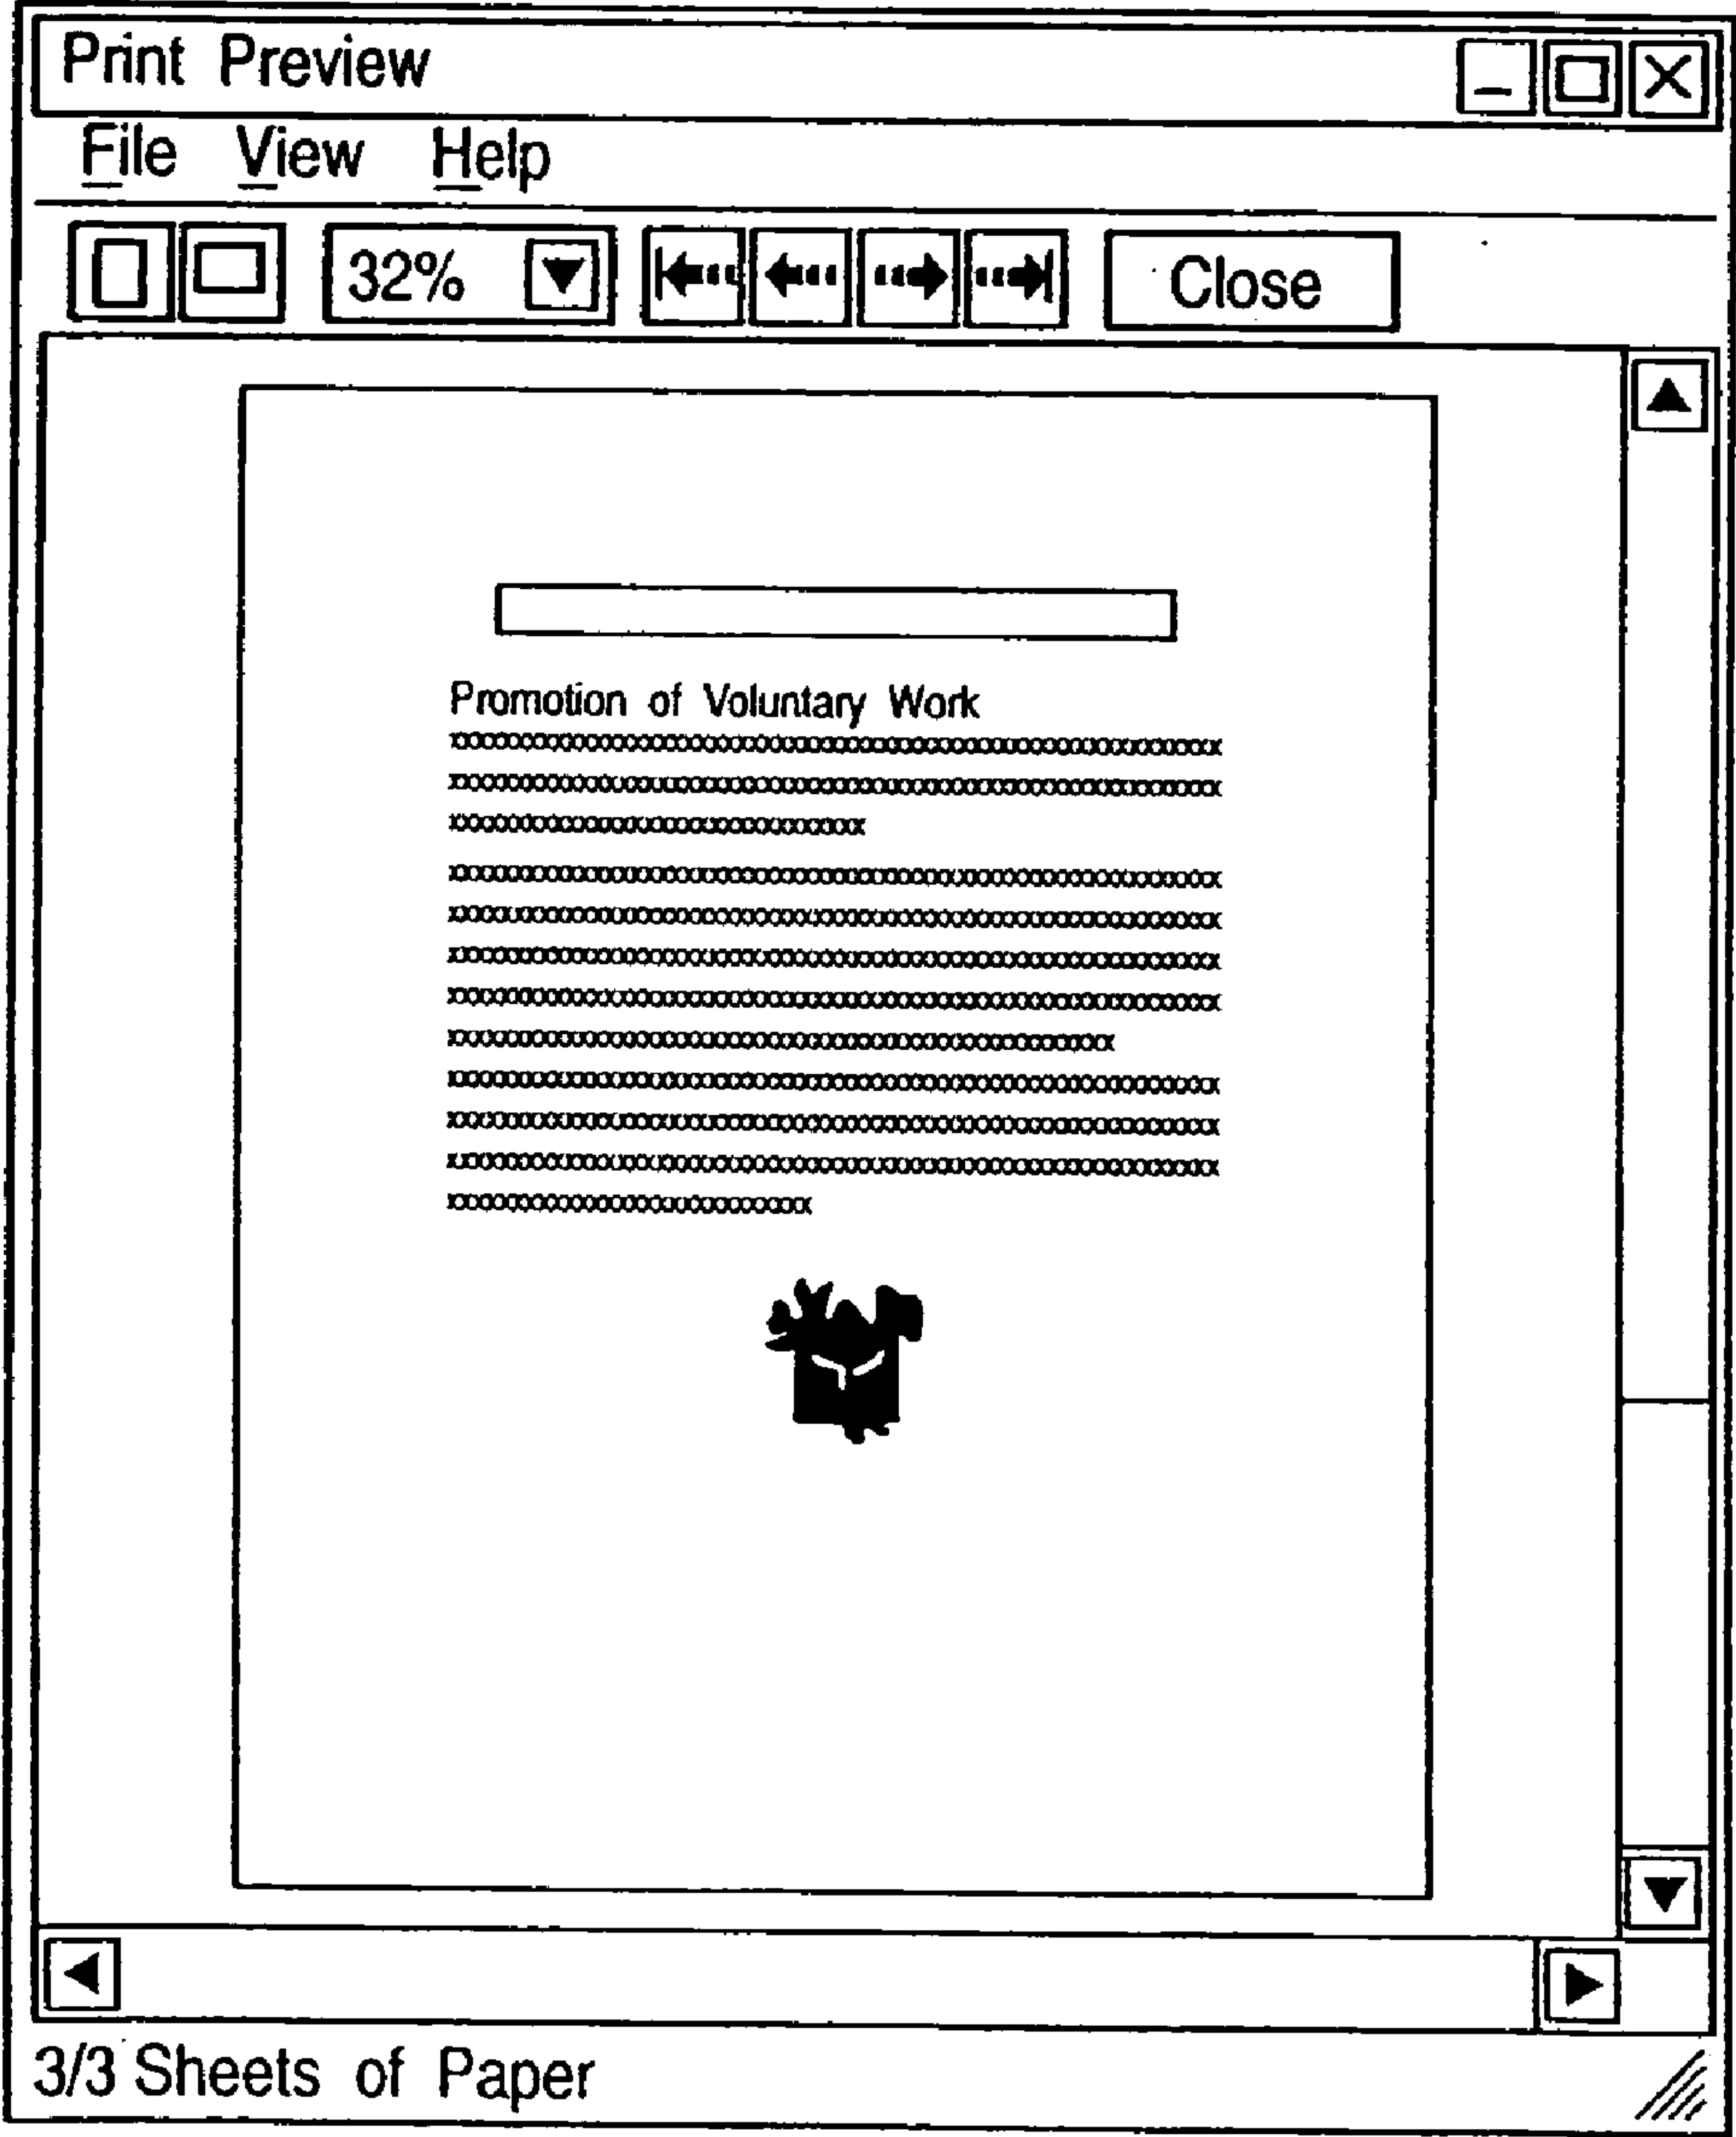 Print Preview
File View Help
32% Close
Promotion of Voluntary Work
3/3 Sheets of Paper